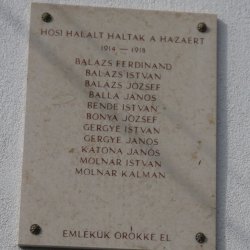 HŐSI HALÁLT HALTAK A HAZÁÉRT
1914 — 1918
BALÁZS FERDINAND
BALÁZS ISTVÁN
BALÁZS JÓZSEF
BALLA JÁNOS
BENDE ISTVÁN
BONYA JÓZSEF
GERGYE ISTVÁN
GERGYE JÁNOS
KATONA JÁNOS
MOLNÁR ISTVÁN
MOLNÁR KÁLMÁN
EMLÉKÜK ÖRÖKKÉ ÉL